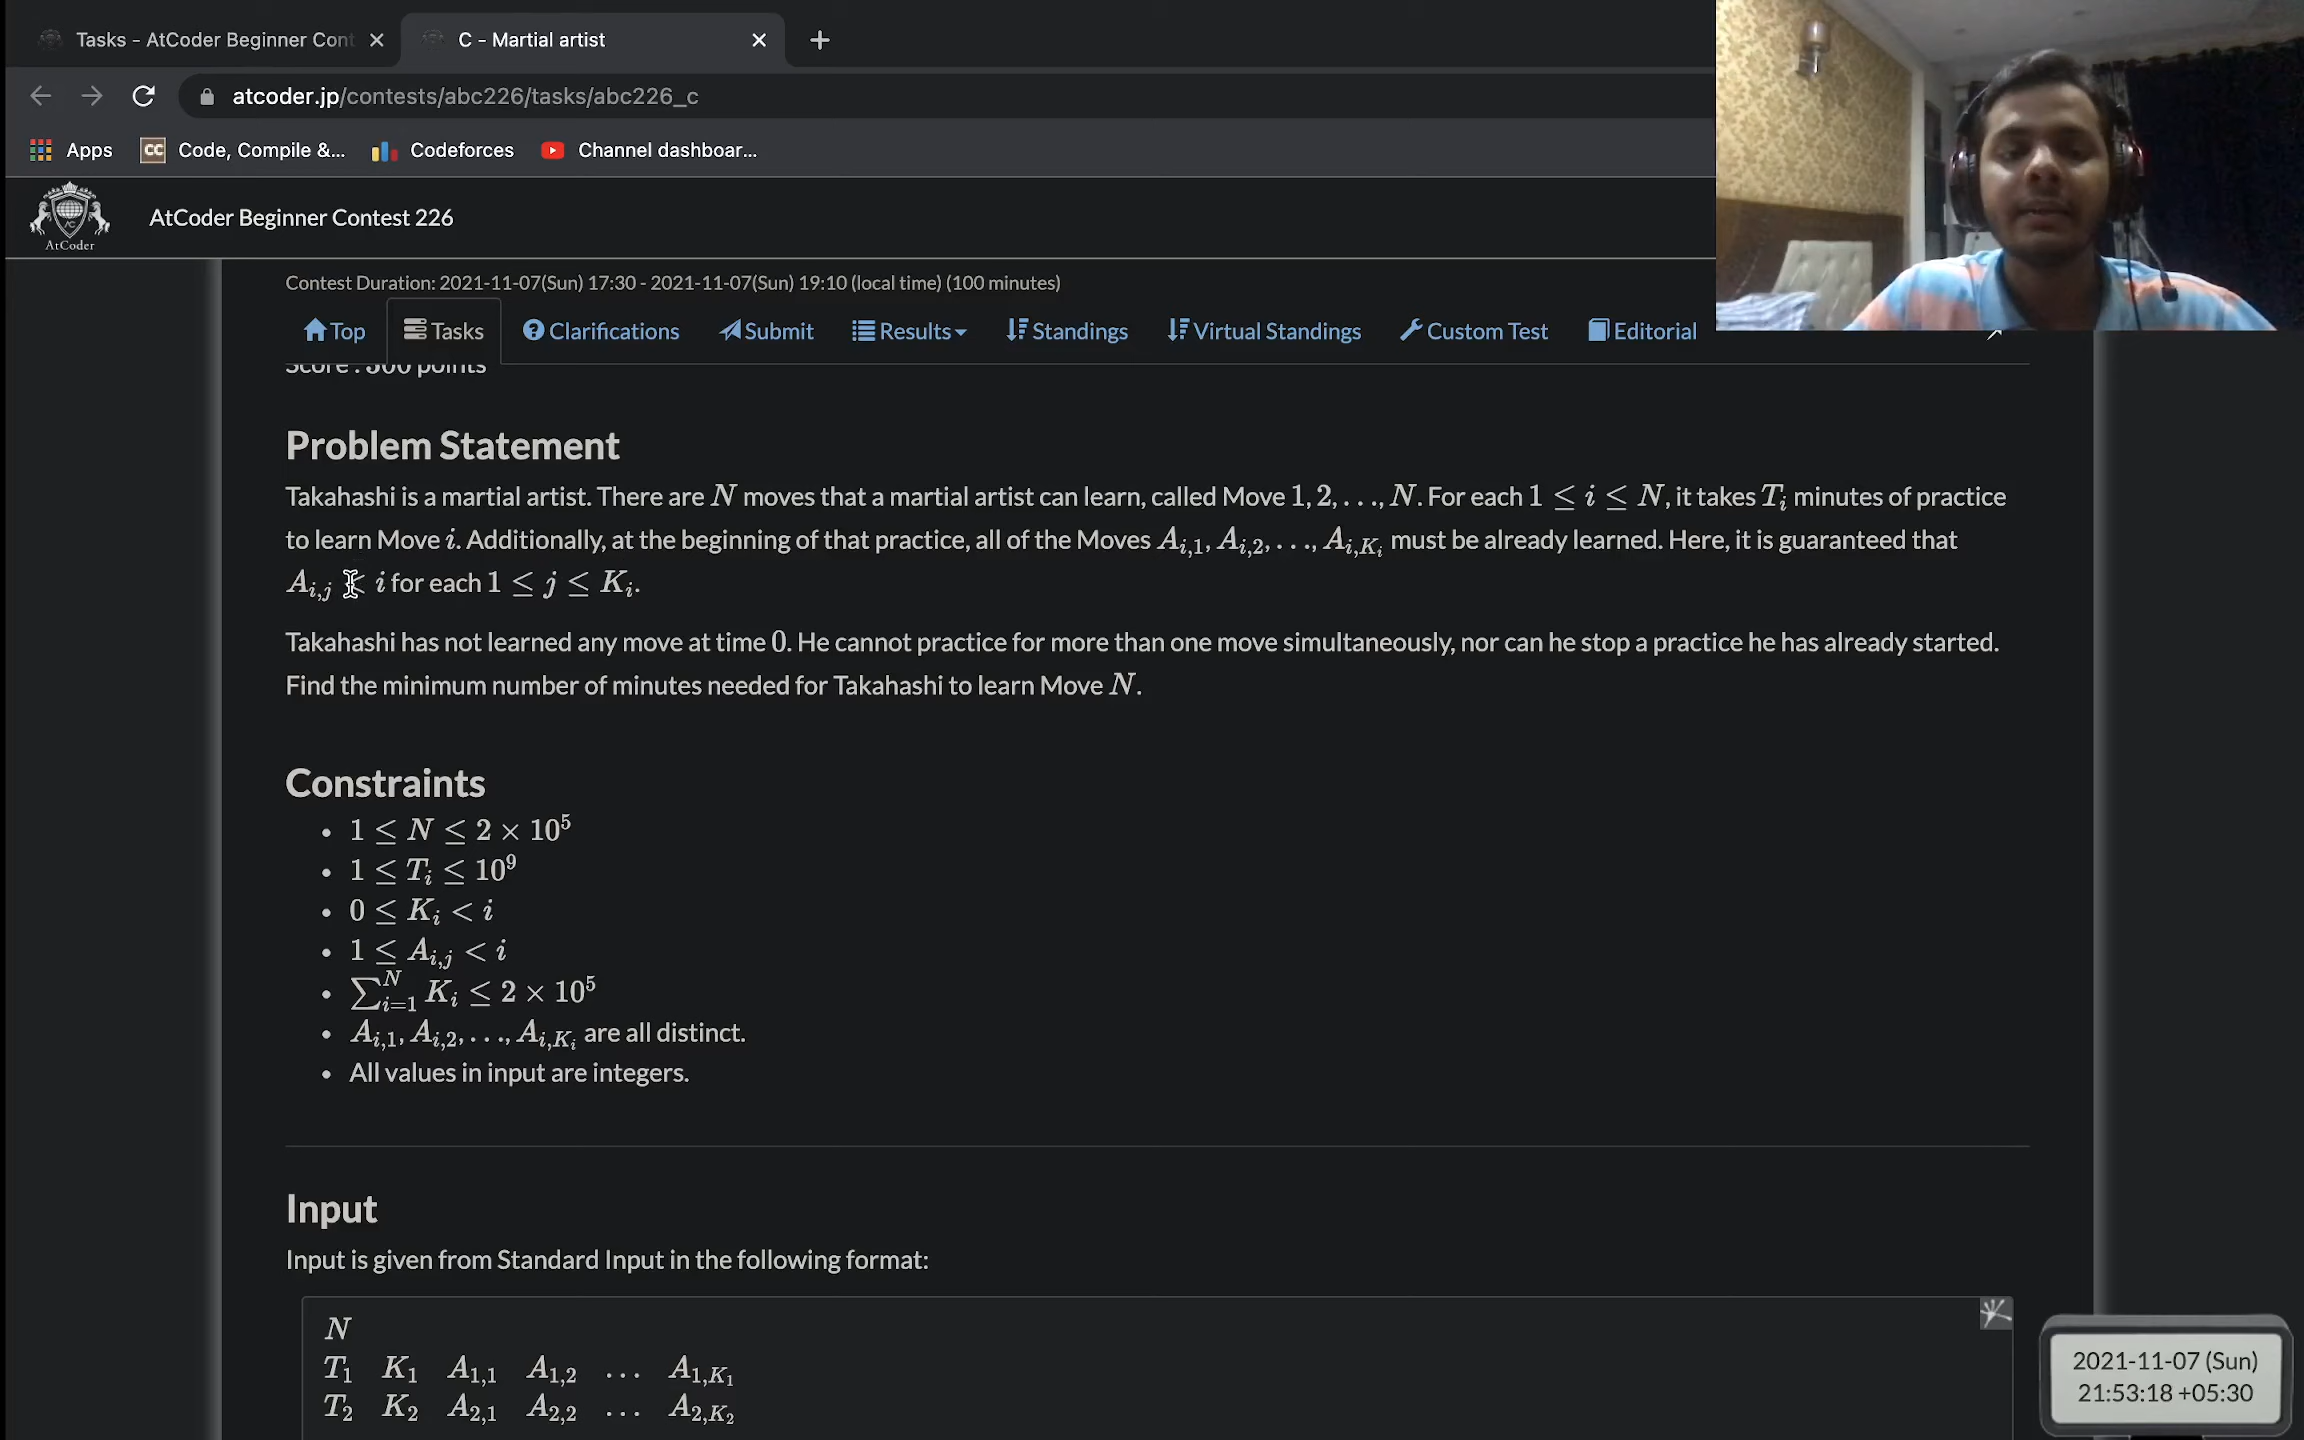 Tasks - AtCoder Beginner Cont
C - Martial artist
atcoder.jp/contests/abc226/tasks/abc226_c
Apps
CC
Code, Compile &...
Codeforces
Channel dashboar...
AtCoder
AtCoder Beginner Contest 226
Contest Duration: 2021-11-07(Sun) 17:30 - 2021-11-07(Sun) 19:10 (local time) (100 minutes)
Top
Tasks
Clarifications
Submit
Results
Standings
Virtual Standings
Custom Test
Editorial
Score : 300 points
Problem Statement
Takahashi is a martial artist. There are N moves that a martial artist can learn, called Move 1, 2, …, N. For each 1 ≤ i ≤ N, it takes T_i minutes of practice
to learn Move i. Additionally, at the beginning of that practice, all of the Moves A_{i,1}, A_{i,2}, …, A_{i,K_i} must be already learned. Here, it is guaranteed that
A_{i,j} < i for each 1 ≤ j ≤ K_i.
Takahashi has not learned any move at time 0. He cannot practice for more than one move simultaneously, nor can he stop a practice he has already started.
Find the minimum number of minutes needed for Takahashi to learn Move N.
Constraints
• 1 ≤ N ≤ 2 × 10^5
• 1 ≤ T_i ≤ 10^9
• 0 ≤ K_i < i
• 1 ≤ A_{i,j} < i
• ∑_{i=1}^N K_i ≤ 2 × 10^5
• A_{i,1}, A_{i,2}, …, A_{i,K_i} are all distinct.
• All values in input are integers.
Input
Input is given from Standard Input in the following format:
N
T_1 K_1 A_{1,1} A_{1,2} … A_{1,K_1}
T_2 K_2 A_{2,1} A_{2,2} … A_{2,K_2}
2021-11-07 (Sun)
21:53:18 +05:30